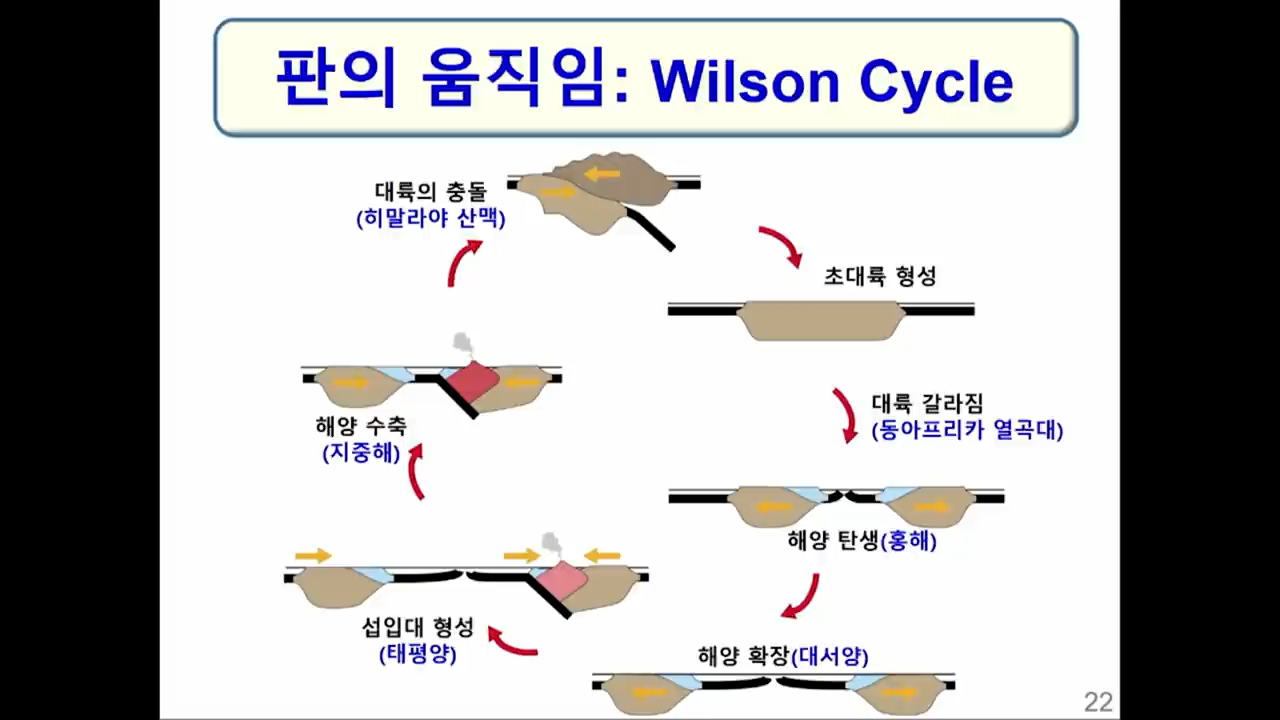 판의 움직임: Wilson Cycle
대륙의 충돌
(히말라야 산맥)
초대륙 형성
대륙 갈라짐
(동아프리카 열곡대)
해양 탄생(홍해)
해양 확장(대서양)
섭입대 형성
(태평양)
해양 수축
(지중해)
22